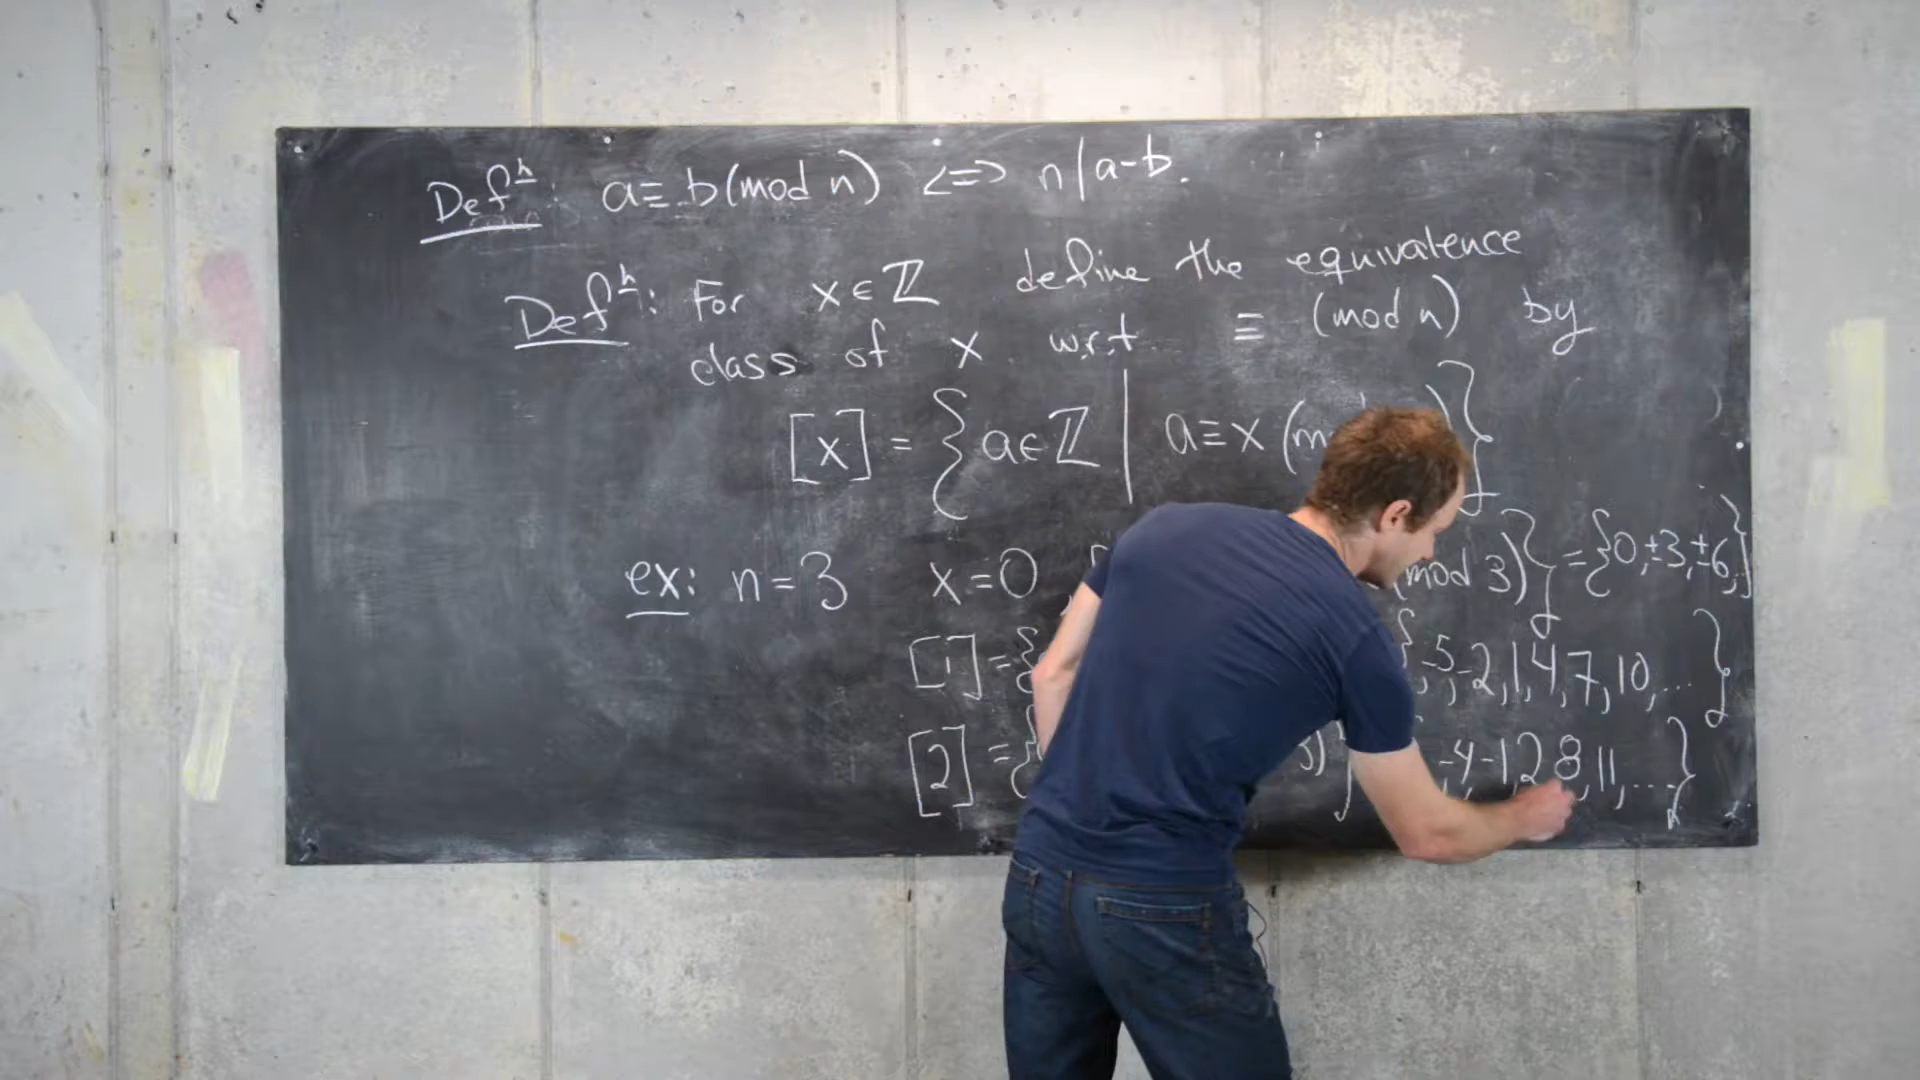 Defⁿ: a ≡ b (mod n) <=> n | a-b.
Defⁿ: For x ∈ ℤ define the equivalence
class of x w.r.t ≡ (mod n) by
[x] = { a ∈ ℤ | a ≡ x (m }
ex: n = 3 x = 0 mod 3) } = {0, ±3, ±6, }
[1] = { { -5, -2, 1, 4, 7, 10, ... }
[2] = { 3) } -4, -1, 2 8, 11, ... }